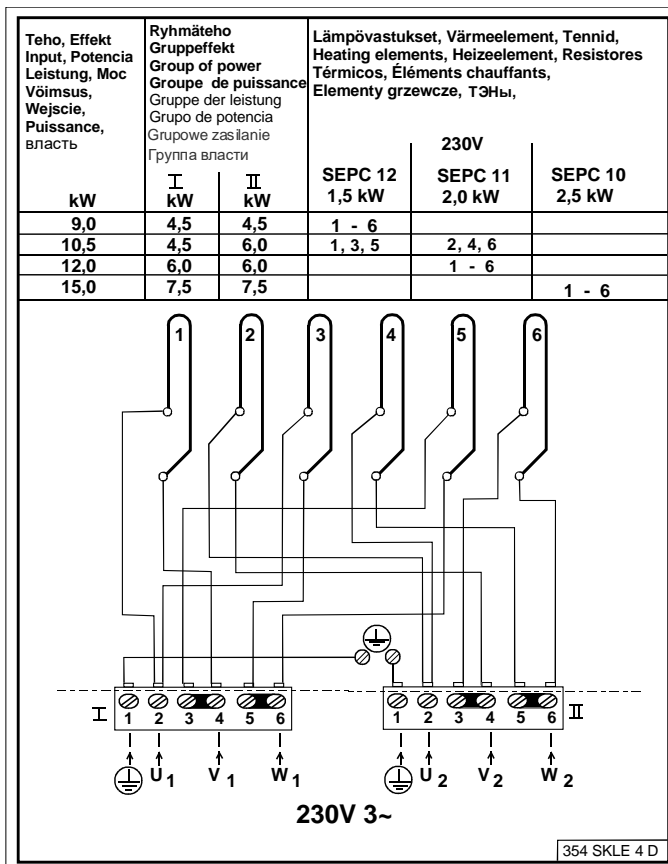 Teho, Effekt
Input, Potencia
Leistung, Moc
Vöimsus,
Wejscie,
Puissance,
власть
kW
Ryhmäteho
Gruppeffekt
Group of power
Groupe de puissance
Gruppe der leistung
Grupo de potencia
Grupowe zasilanie
Группа власти
I II
kW kW
Lämpövastukset, Värmeelement, Tennid,
Heating elements, Heizeelement, Resistores
Térmicos, Éléments chauffants,
Elementy grzewcze, ТЭНы,
230V
SEPC 12 SEPC 11 SEPC 10
1,5 kW 2,0 kW 2,5 kW
9,0 4,5 4,5 1 - 6
10,5 4,5 6,0 1, 3, 5 2, 4, 6
12,0 6,0 6,0 1 - 6
15,0 7,5 7,5 1 - 6
1 2 3 4 5 6
I 1 2 3 4 5 6
1 2 3 4 5 6 II
U1 V1 W1
U2 V2 W2
230V 3~
354 SKLE 4 D